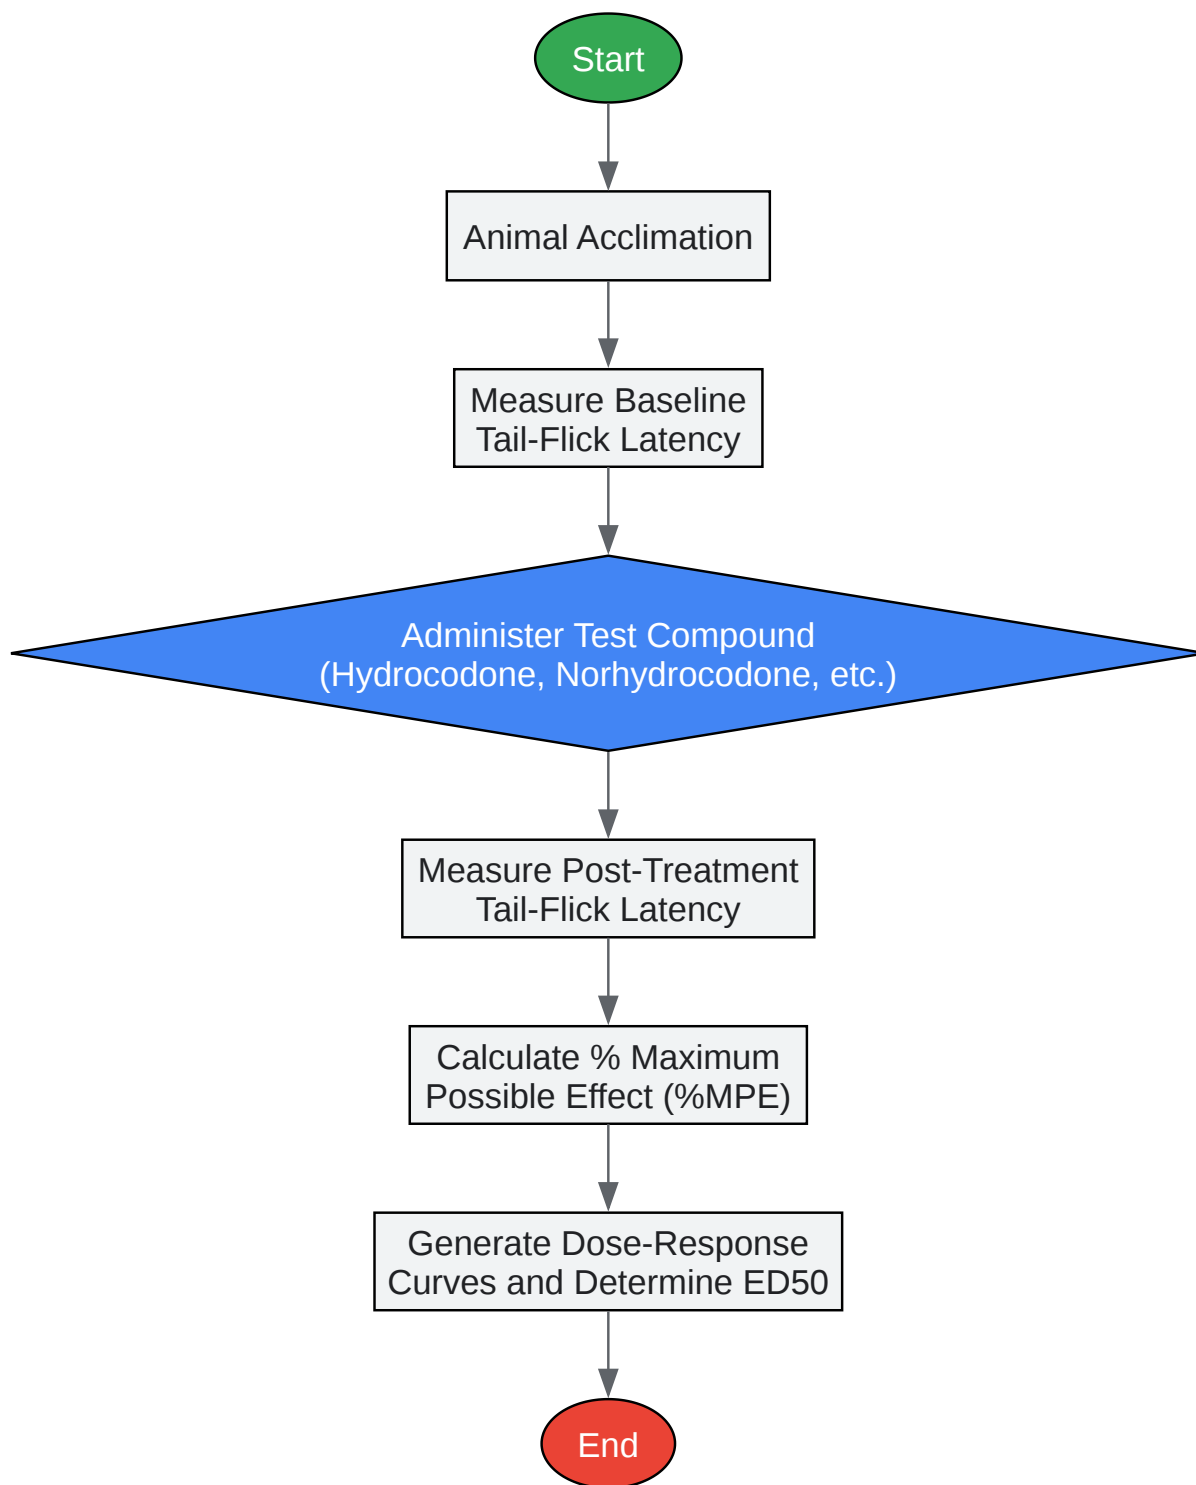 Start
Animal Acclimation
Measure Baseline
Tail-Flick Latency
Administer Test Compound
(Hydrocodone, Norhydrocodone, etc.)
Measure Post-Treatment
Tail-Flick Latency
Calculate % Maximum
Possible Effect (%MPE)
Generate Dose-Response
Curves and Determine ED50
End